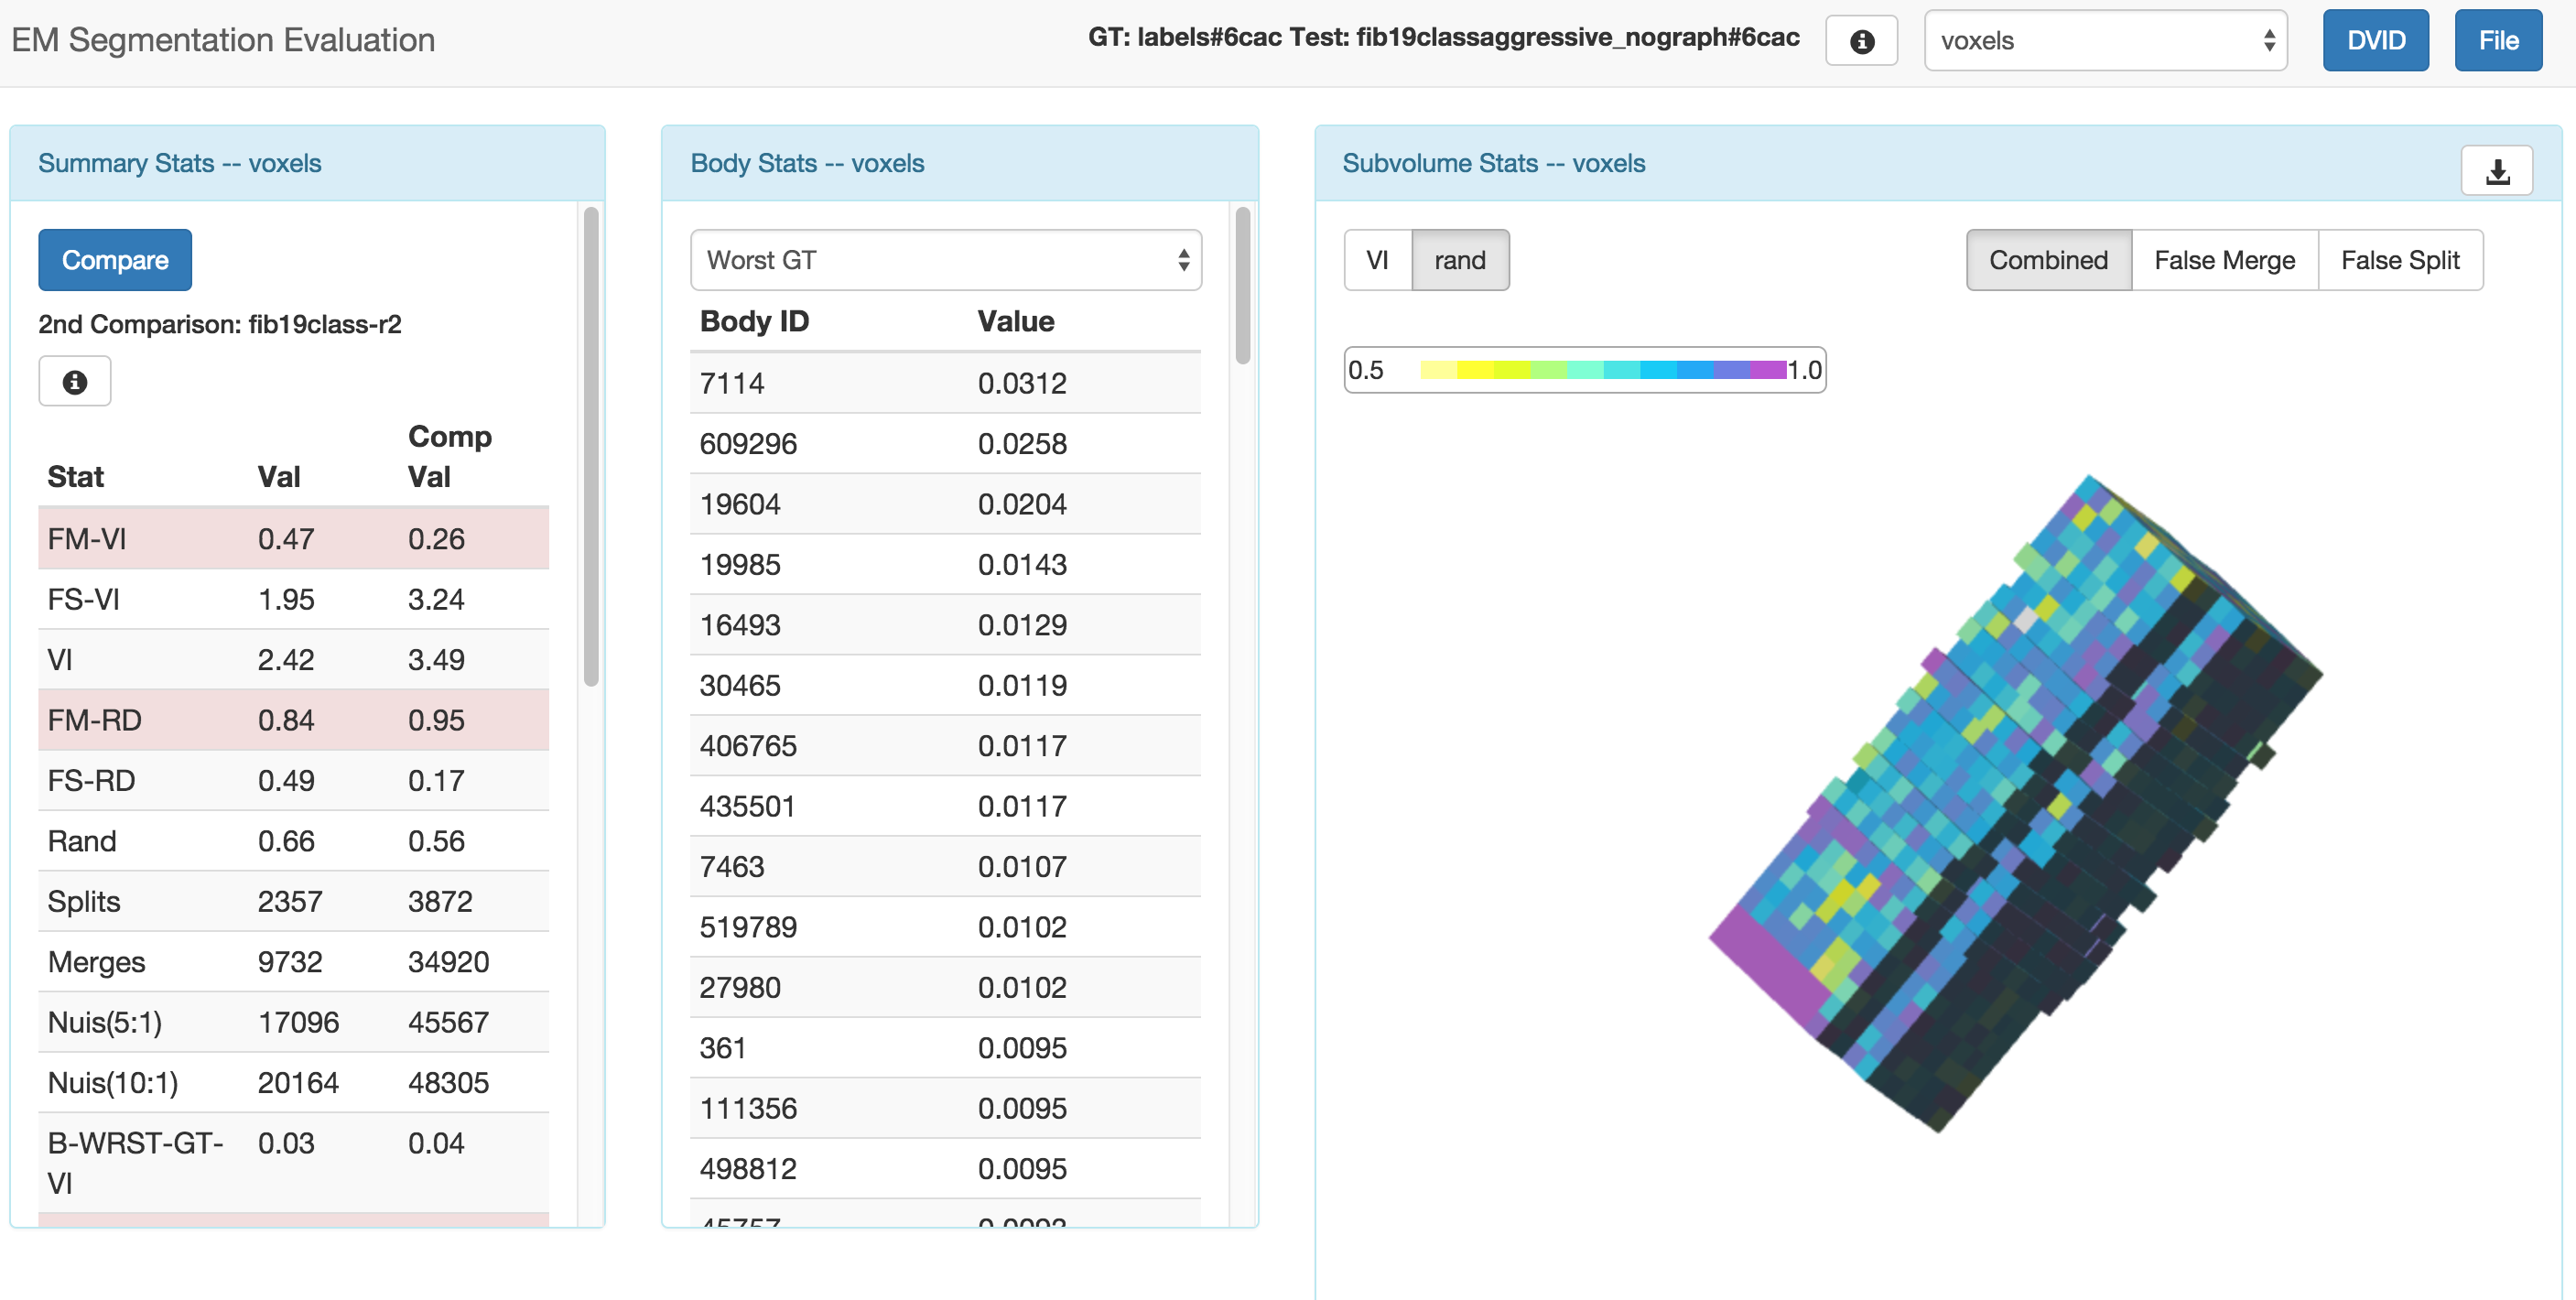 EM Segmentation Evaluation
GT: labels#6cac Test: fib19classaggressive_nograph#6cac
voxels
DVID
File
Summary Stats -- voxels
Compare
2nd Comparison: fib19class-r2
Stat Val Comp Val
FM-VI 0.47 0.26
FS-VI 1.95 3.24
VI 2.42 3.49
FM-RD 0.84 0.95
FS-RD 0.49 0.17
Rand 0.66 0.56
Splits 2357 3872
Merges 9732 34920
Nuis(5:1) 17096 45567
Nuis(10:1) 20164 48305
B-WRST-GT-VI 0.03 0.04
Body Stats -- voxels
Worst GT
Body ID Value
7114 0.0312
609296 0.0258
19604 0.0204
19985 0.0143
16493 0.0129
30465 0.0119
406765 0.0117
435501 0.0117
7463 0.0107
519789 0.0102
27980 0.0102
361 0.0095
111356 0.0095
498812 0.0095
Subvolume Stats -- voxels
VI rand
Combined False Merge False Split
0.5 1.0